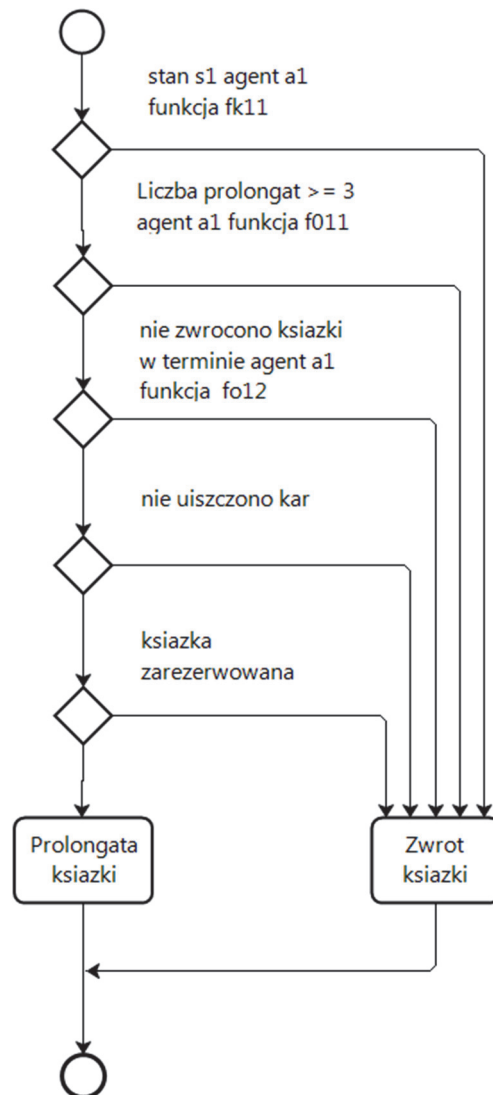 stan s1 agent a1
funkcja fk11
Liczba prolongat >= 3
agent a1 funkcja f011
nie zwrocono ksiazki
w terminie agent a1
funkcja fo12
nie uiszczono kar
ksiazka
zarezerwowana
Prolongata
ksiazki
Zwrot
ksiazki